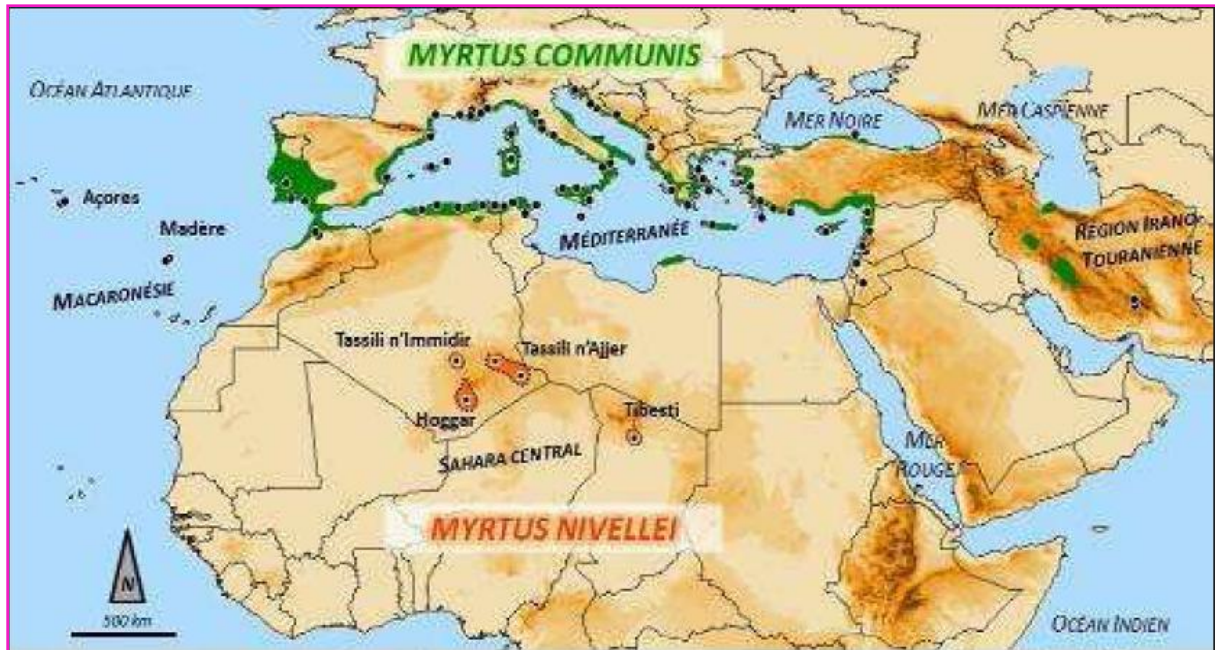 MYRTUS COMMUNIS
OCÉAN ATLANTIQUE
MER CASPIENNE
MER NOIRE
Açores
Madère
MÉDITERRANÉE
RÉGION IRANO-
TOURANIENNE
MACARONÉSIE
Tassili n'Immidir
Tassili n'Ajjer
Hoggar
Tibesti
SAHARA CENTRAL
MER
ROUGE
MYRTUS NIVELLEI
N
500 km
OCÉAN INDIEN